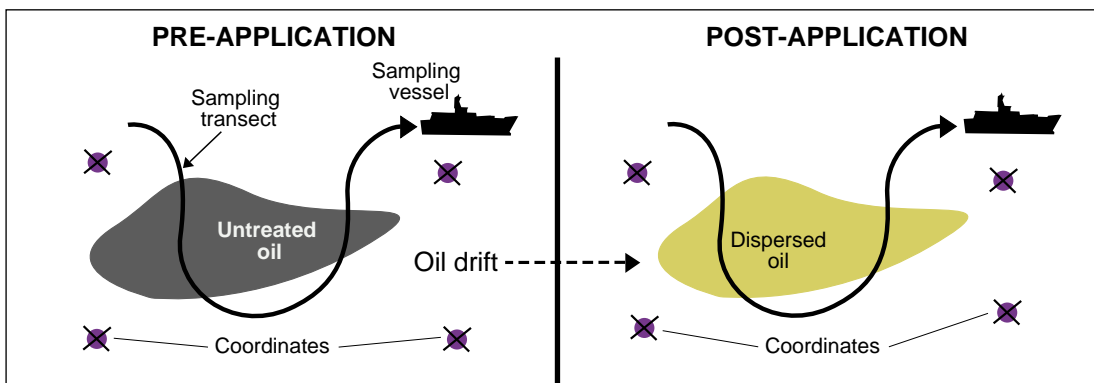 PRE-APPLICATION
Sampling
vessel
Sampling
transect
Untreated
oil
Oil drift
Coordinates
POST-APPLICATION
Dispersed
oil
Coordinates